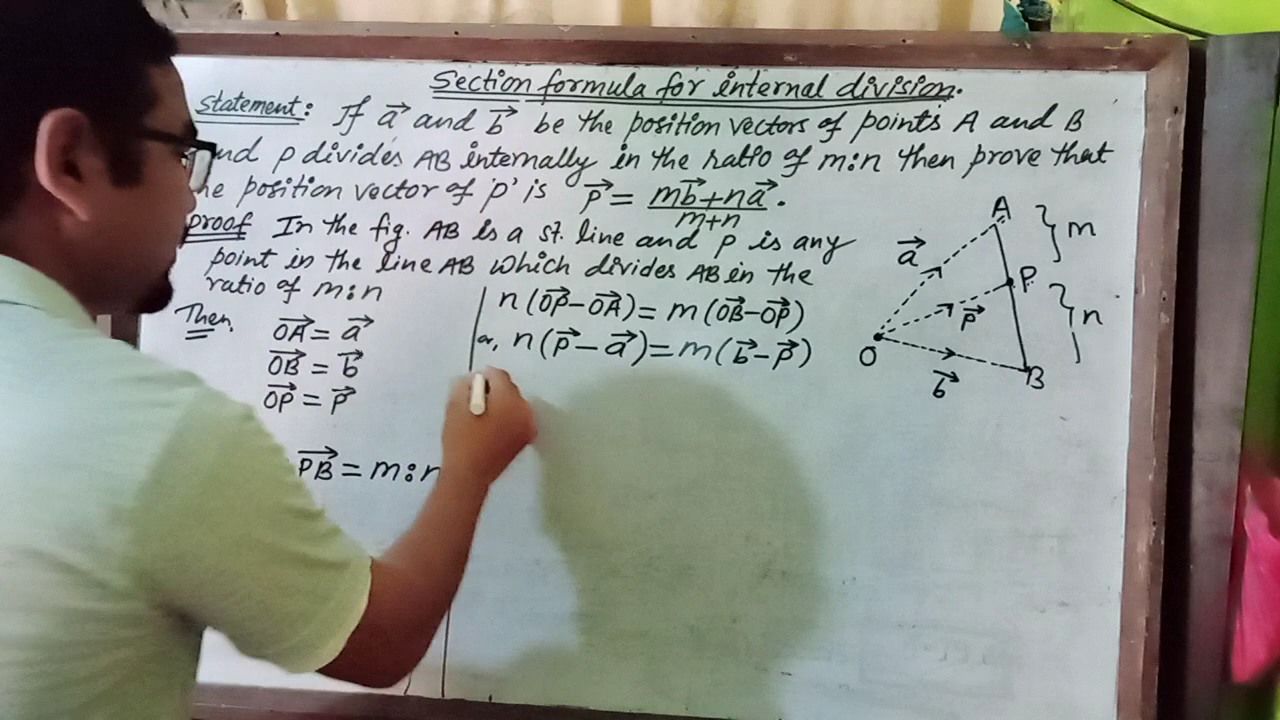 Section formula for internal division.
Statement: If a⃗ and b⃗ be the position vectors of points A and B
and P divides AB internally in the ratio of m:n then prove that
position vector of 'p' is p⃗ = (mb⃗+na⃗)/(m+n).
Proof In the fig. AB is a st. line and P is any
point in the line AB which divides AB in the
ratio of m:n
Then,
OA⃗ = a⃗
OB⃗ = b⃗
OP⃗ = p⃗
PB⃗ = m:n
n(OP⃗-OA⃗) = m(OB⃗-OP⃗)
or, n(p⃗-a⃗) = m(b⃗-p⃗)
A
m
a⃗
P
n
p⃗
O
B
b⃗